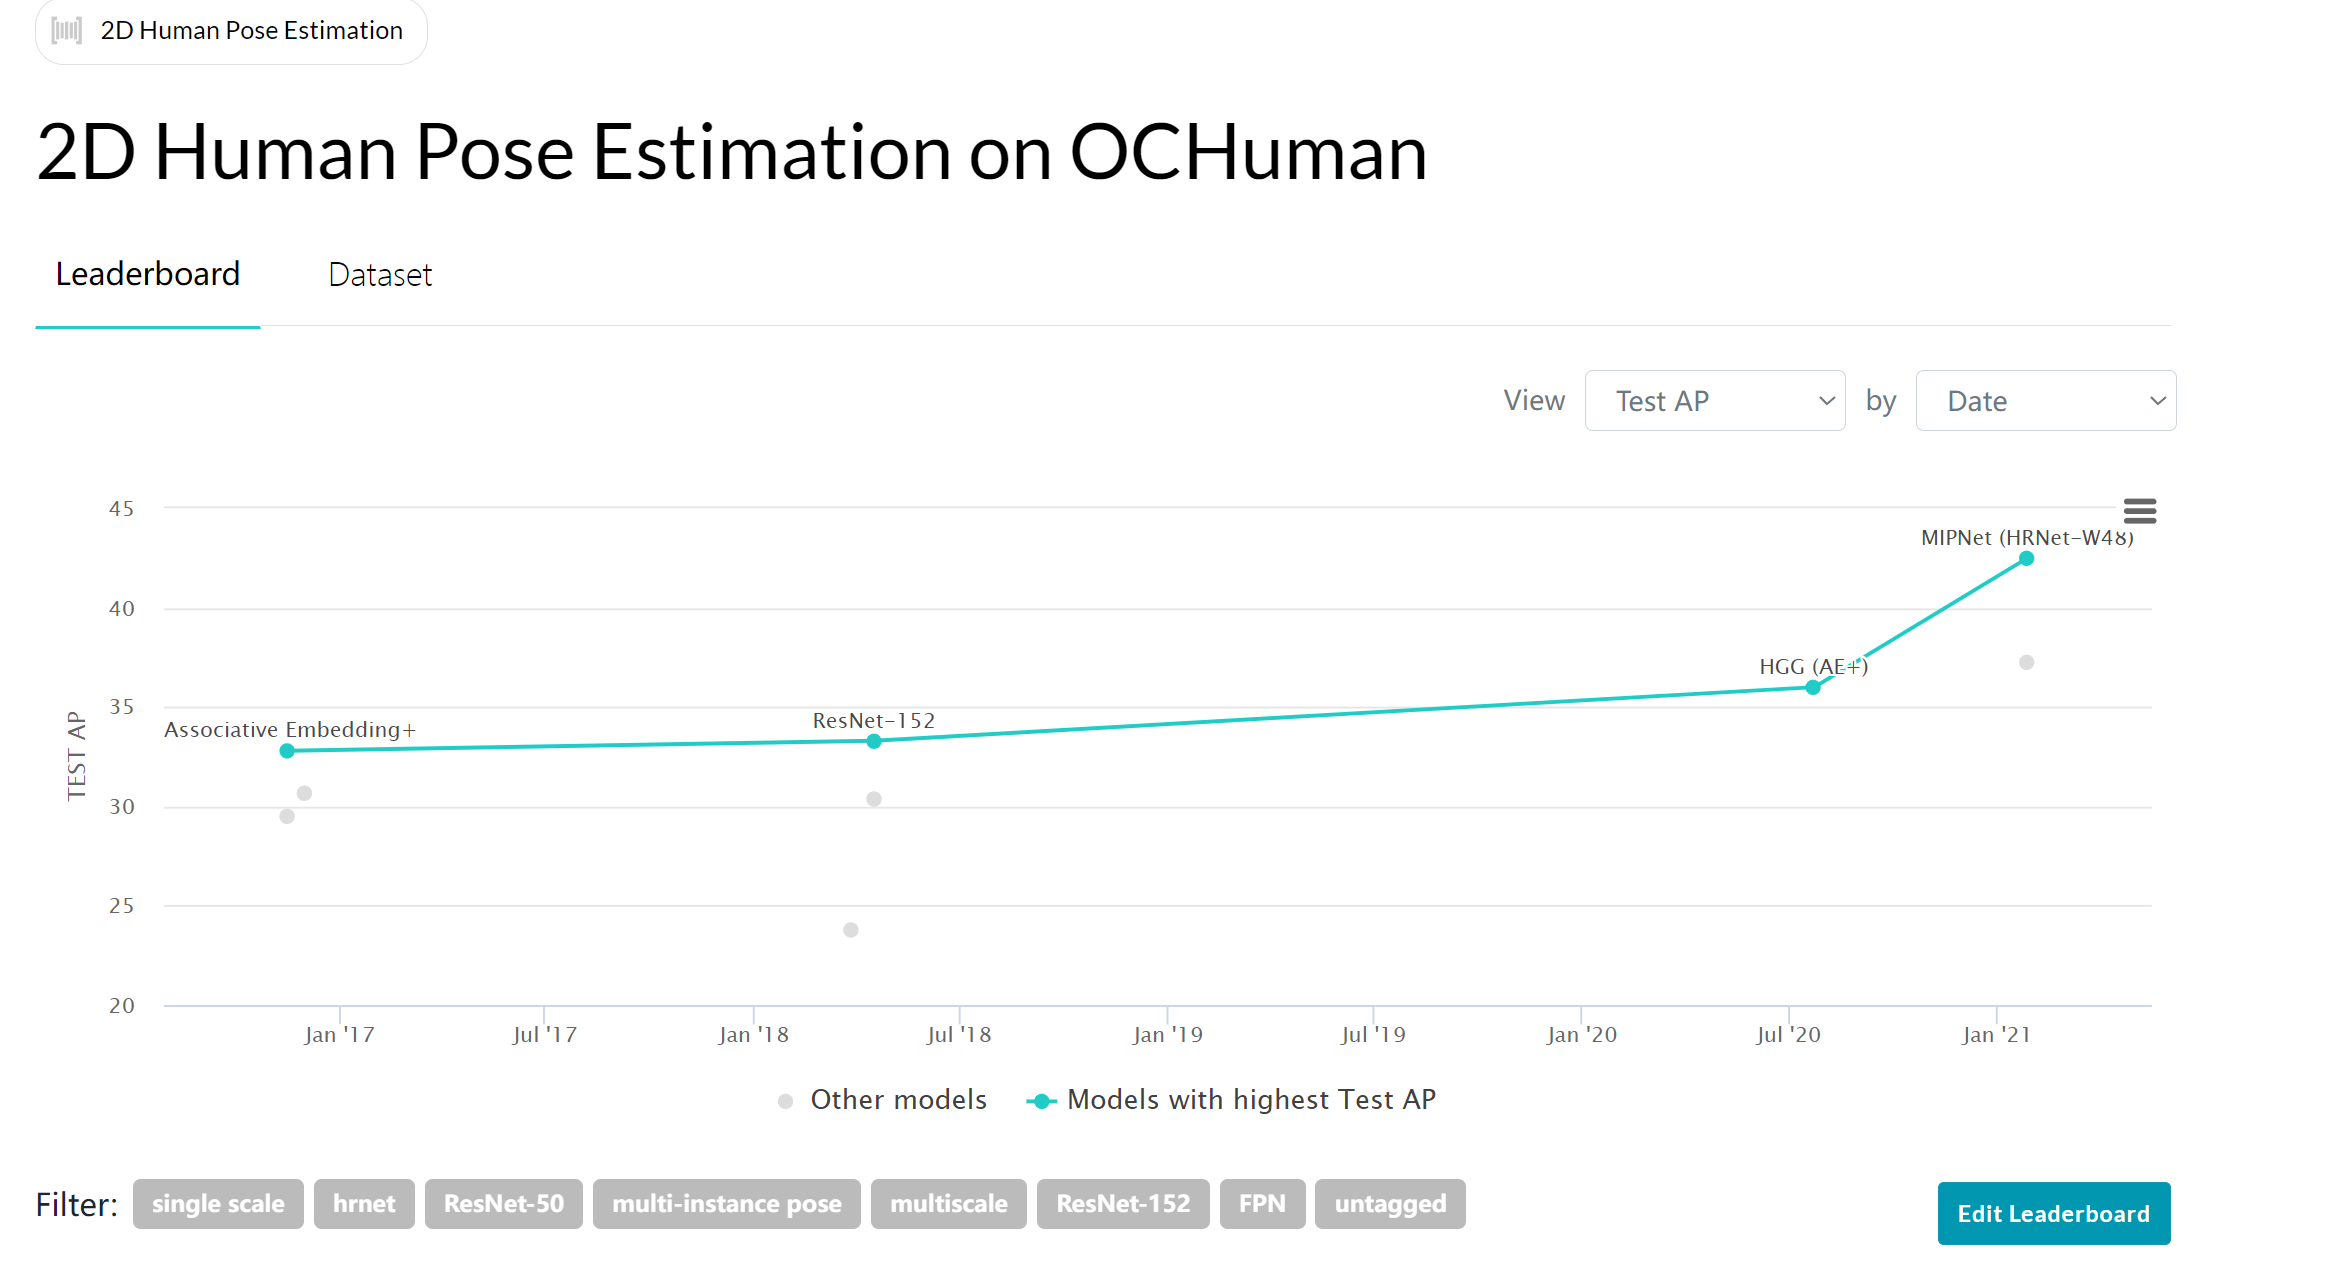 2D Human Pose Estimation
2D Human Pose Estimation on OCHuman
Leaderboard Dataset
View Test AP by Date
45
MIPNet (HRNet-W48)
40
HGG (AE+)
35
ResNet-152
Associative Embedding+
TEST AP
30
25
20
Jan '17 Jul '17 Jan '18 Jul '18 Jan '19 Jul '19 Jan '20 Jul '20 Jan '21
Other models Models with highest Test AP
Filter: single scale hrnet ResNet-50 multi-instance pose multiscale ResNet-152 FPN untagged
Edit Leaderboard